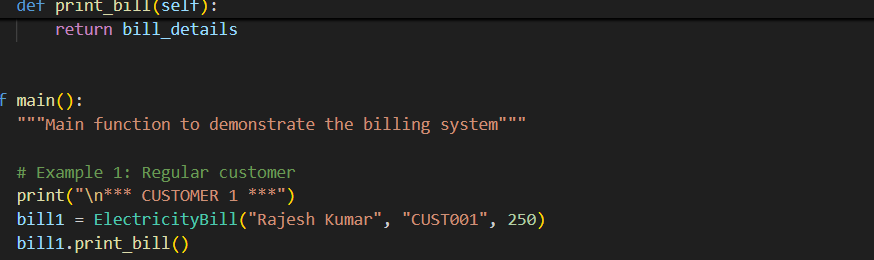 def print_bill(self):
return bill_details
f main():
"""Main function to demonstrate the billing system"""
# Example 1: Regular customer
print("\n*** CUSTOMER 1 ***")
bill1 = ElectricityBill("Rajesh Kumar", "CUST001", 250)
bill1.print_bill()